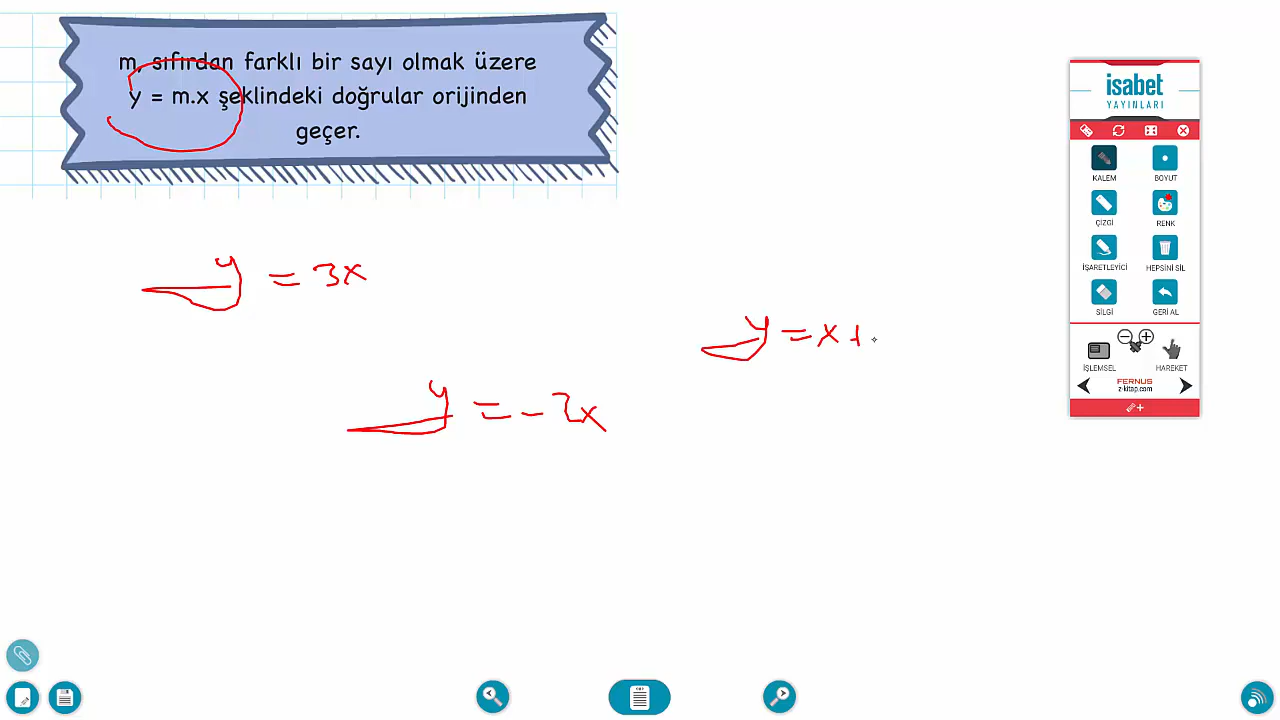 m, sıfırdan farklı bir sayı olmak üzere
y = m.x şeklindeki doğrular orijinden
geçer.
y = 3x
y = x +
y = - 2x
isabet
YAYINLARI
KALEM
BOYUT
ÇİZGİ
RENK
İŞARETLEYİCİ
HEPSİNİ SİL
SİLGİ
GERİ AL
İŞLEMSEL
HAREKET
FERNUS
z-kitap.com